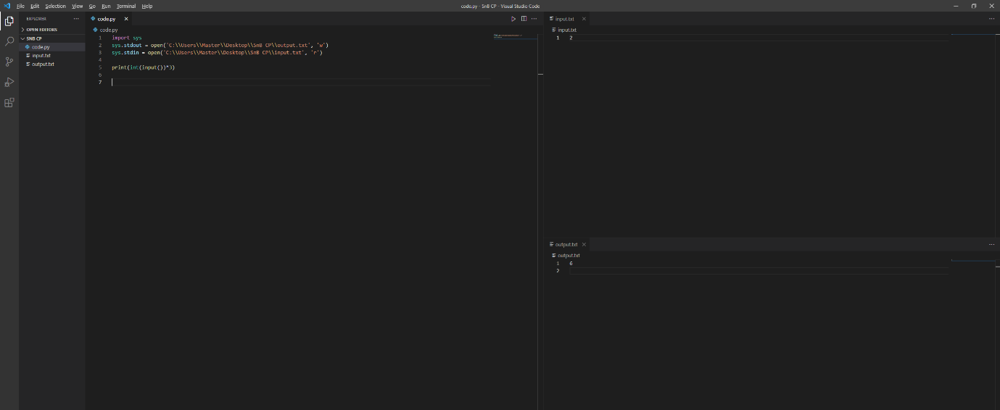 File Edit Selection View Go Run Terminal Help
code.py - SnB CP - Visual Studio Code
EXPLORER
OPEN EDITORS
SNB CP
code.py
input.txt
output.txt
code.py
code.py
1 import sys
2 sys.stdout = open('C:\\Users\\Master\\Desktop\\SnB CP\\output.txt', 'w')
3 sys.stdin = open('C:\\Users\\Master\\Desktop\\SnB CP\\input.txt', 'r')
4
5 print(int(input())*3)
6
7
input.txt
input.txt
1 2
output.txt
output.txt
1 6
2